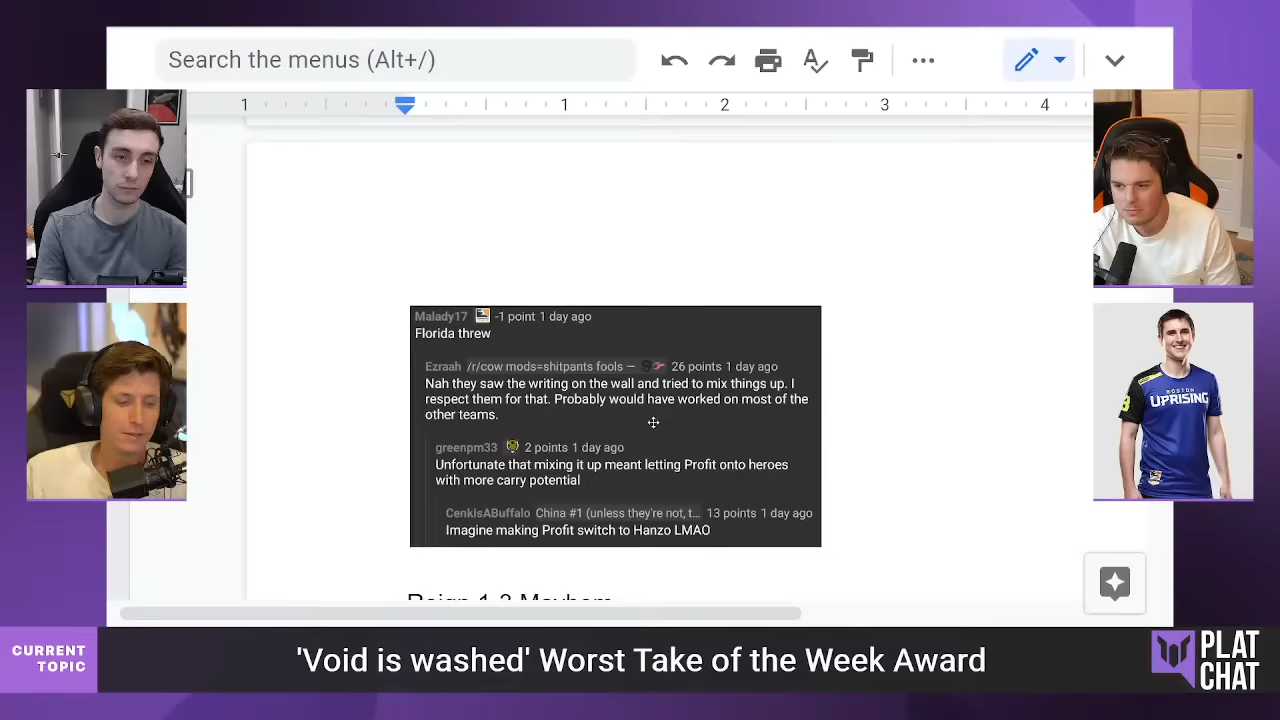 Search the menus (Alt+/)
1 1 2 3 4
Malady17 -1 point 1 day ago
Florida threw
Ezraah /r/cow mods=shitpants fools — 26 points 1 day ago
Nah they saw the writing on the wall and tried to mix things up. I
respect them for that. Probably would have worked on most of the
other teams.
greenpm33 2 points 1 day ago
Unfortunate that mixing it up meant letting Profit onto heroes
with more carry potential
CenkIsABuffalo China #1 (unless they're not, t... 13 points 1 day ago
Imagine making Profit switch to Hanzo LMAO
BOSTON
UPRISING
CURRENT
TOPIC
'Void is washed' Worst Take of the Week Award
PLAT
CHAT